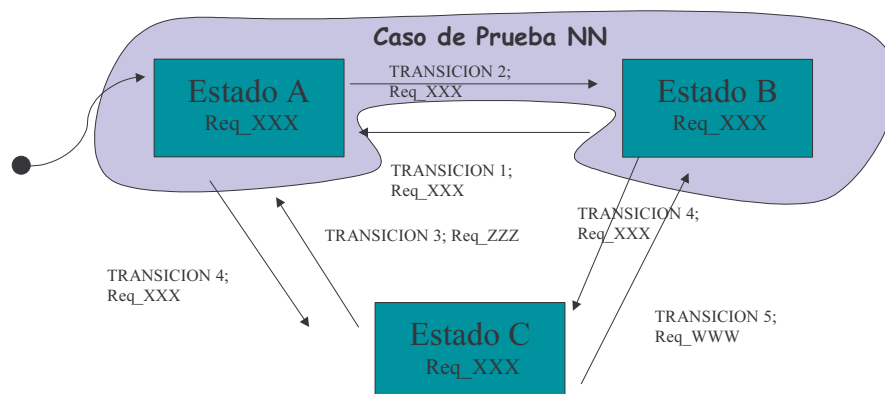 Caso de Prueba NN
Estado A
Req_XXX
TRANSICION 2;
Req_XXX
Estado B
Req_XXX
TRANSICION 1;
Req_XXX
TRANSICION 3; Req_ZZZ
TRANSICION 4;
Req_XXX
TRANSICION 4;
Req_XXX
Estado C
Req_XXX
TRANSICION 5;
Req_WWW